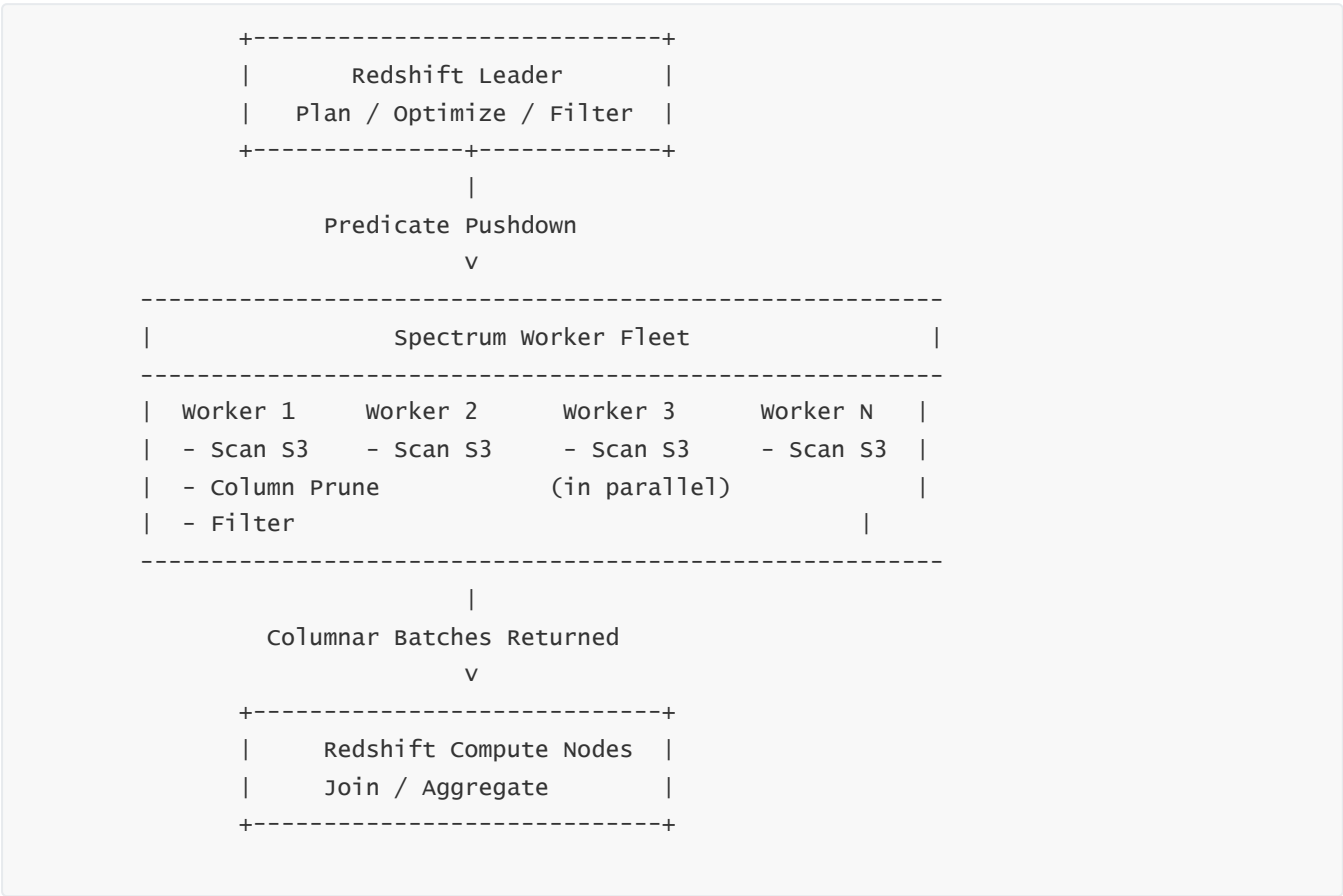 +-----------------------------+
|       Redshift Leader       |
|   Plan / Optimize / Filter  |
+---------------+-------------+
|
Predicate Pushdown
v
---------------------------------------------------------
|                 Spectrum Worker Fleet                 |
---------------------------------------------------------
|  Worker 1     Worker 2      Worker 3      Worker N   |
|  - Scan S3    - Scan S3     - Scan S3     - Scan S3  |
|  - Column Prune            (in parallel)             |
|  - Filter                                        |
---------------------------------------------------------
|
Columnar Batches Returned
v
+-----------------------------+
|     Redshift Compute Nodes  |
|     Join / Aggregate        |
+-----------------------------+